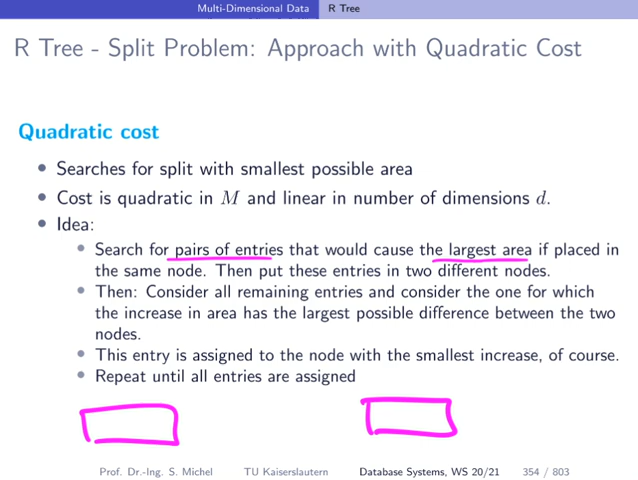 Multi-Dimensional Data R Tree
R Tree - Split Problem: Approach with Quadratic Cost
Quadratic cost
• Searches for split with smallest possible area
• Cost is quadratic in M and linear in number of dimensions d.
• Idea:
• Search for pairs of entries that would cause the largest area if placed in
the same node. Then put these entries in two different nodes.
• Then: Consider all remaining entries and consider the one for which
the increase in area has the largest possible difference between the two
nodes.
• This entry is assigned to the node with the smallest increase, of course.
• Repeat until all entries are assigned
Prof. Dr.-Ing. S. Michel TU Kaiserslautern Database Systems, WS 20/21 354 / 803